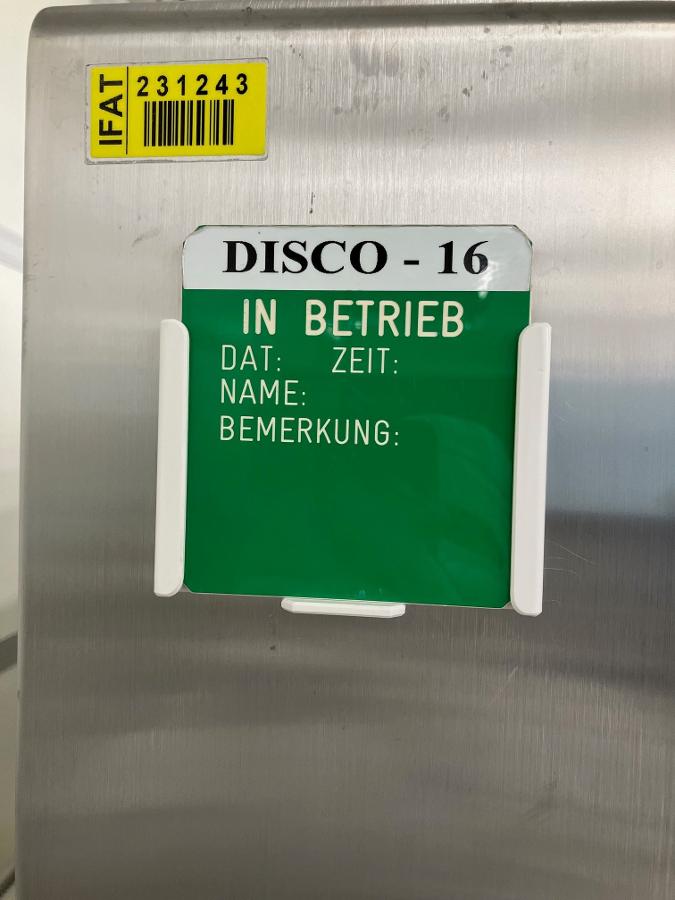 IFAT
231243
DISCO - 16
IN BETRIEB
DAT: ZEIT:
NAME:
BEMERKUNG: